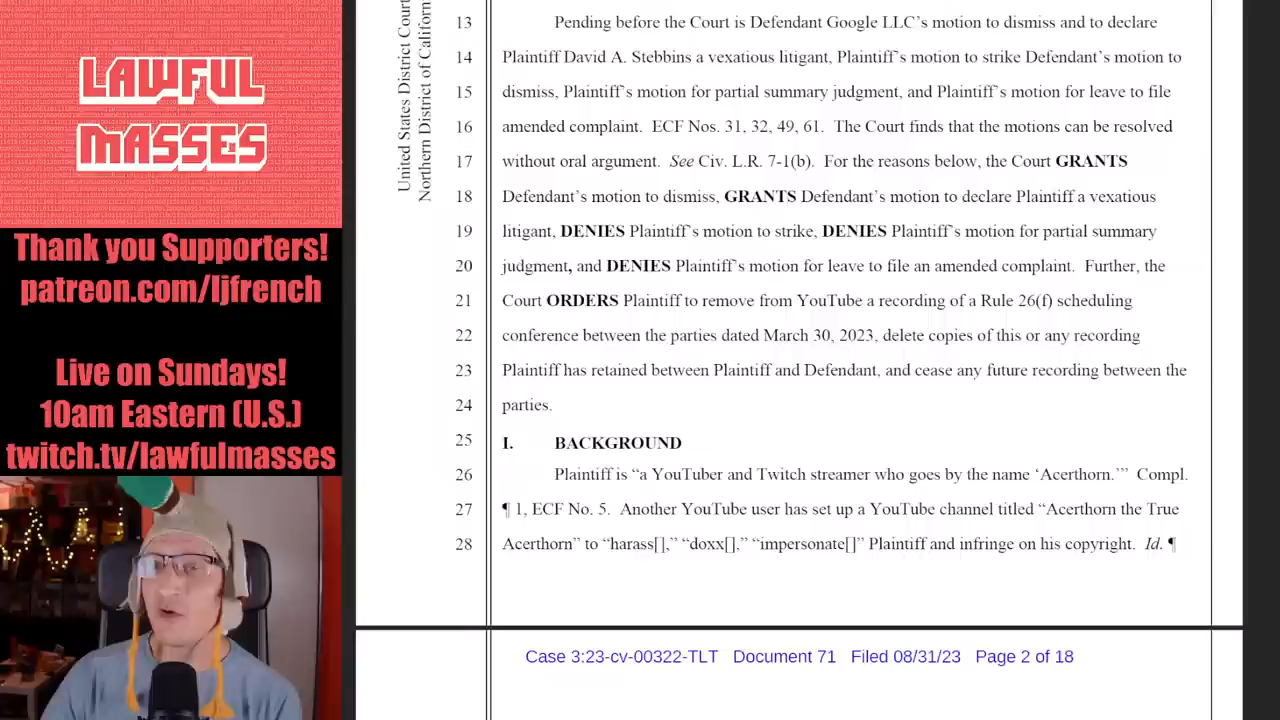 LAWFUL
MASSES
Thank you Supporters!
patreon.com/ljfrench
Live on Sundays!
10am Eastern (U.S.)
twitch.tv/lawfulmasses
United States District Court
Northern District of Californ
13 Pending before the Court is Defendant Google LLC's motion to dismiss and to declare
14 Plaintiff David A. Stebbins a vexatious litigant, Plaintiff's motion to strike Defendant's motion to
15 dismiss, Plaintiff's motion for partial summary judgment, and Plaintiff's motion for leave to file
16 amended complaint. ECF Nos. 31, 32, 49, 61. The Court finds that the motions can be resolved
17 without oral argument. See Civ. L.R. 7-1(b). For the reasons below, the Court GRANTS
18 Defendant's motion to dismiss, GRANTS Defendant's motion to declare Plaintiff a vexatious
19 litigant, DENIES Plaintiff's motion to strike, DENIES Plaintiff's motion for partial summary
20 judgment, and DENIES Plaintiff's motion for leave to file an amended complaint. Further, the
21 Court ORDERS Plaintiff to remove from YouTube a recording of a Rule 26(f) scheduling
22 conference between the parties dated March 30, 2023, delete copies of this or any recording
23 Plaintiff has retained between Plaintiff and Defendant, and cease any future recording between the
24 parties.
25 I. BACKGROUND
26 Plaintiff is “a YouTuber and Twitch streamer who goes by the name ‘Acerthorn.’” Compl.
27 ¶ 1, ECF No. 5. Another YouTube user has set up a YouTube channel titled “Acerthorn the True
28 Acerthorn” to “harass[],” “doxx[],” “impersonate[]” Plaintiff and infringe on his copyright. Id. ¶
Case 3:23-cv-00322-TLT Document 71 Filed 08/31/23 Page 2 of 18